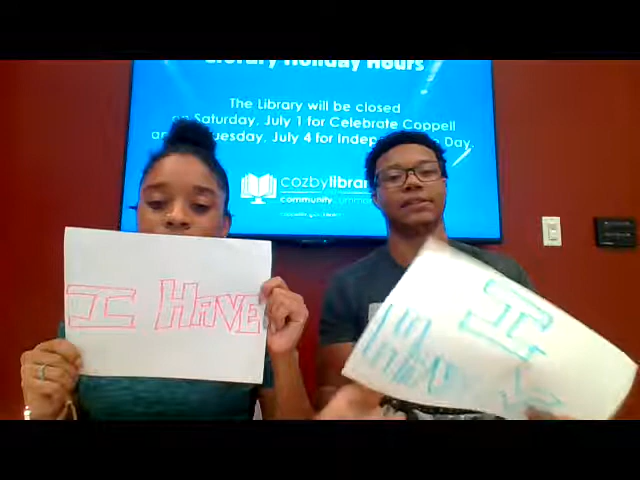 Library Holiday Hours
The Library will be closed
on Saturday, July 1 for Celebrate Coppell
and Tuesday, July 4 for Independence Day.
cozbylibrary
community commons
I HAVE
I